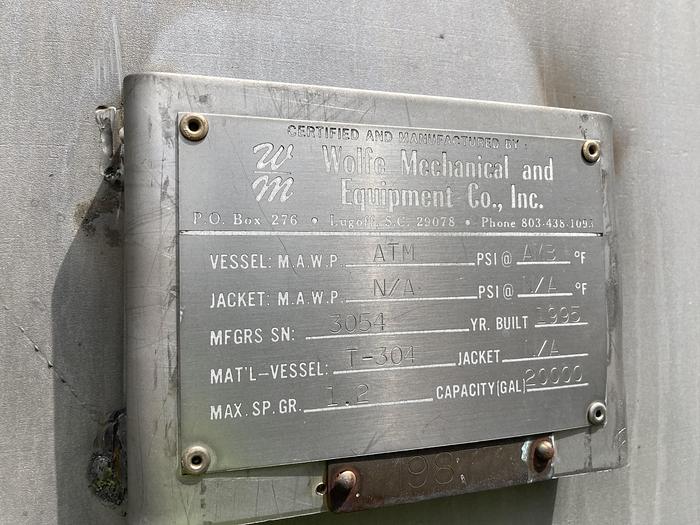 CERTIFIED AND MANUFACTURED BY:
WM Wolfe Mechanical and
Equipment Co., Inc.
P.O. Box 276 • Lugoff, S.C. 29078 • Phone 803-438-1093
VESSEL: M.A.W.P. ATM PSI @ AMB °F
JACKET: M.A.W.P. N/A PSI @ N/A °F
MFGRS SN: 3054 YR. BUILT 1995
MAT'L-VESSEL: T-304 JACKET N/A
MAX. SP. GR. 1.2 CAPACITY (GAL) 20000
98